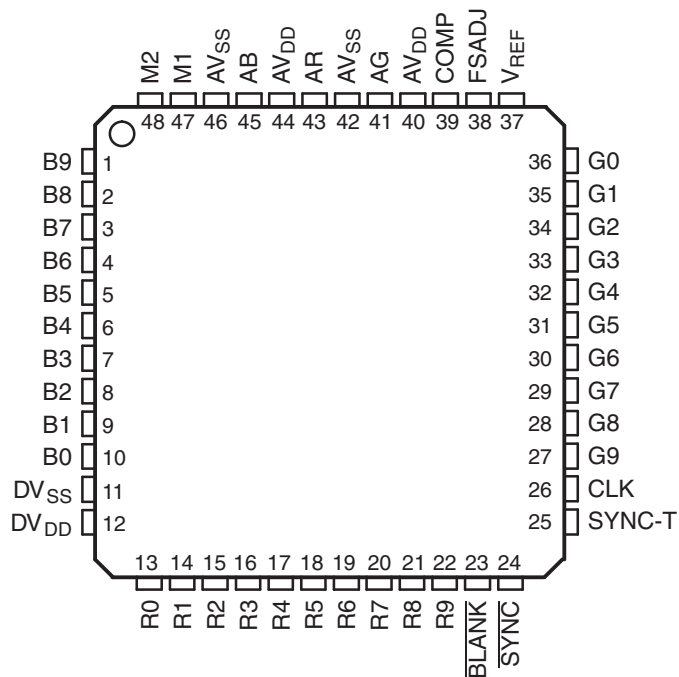 M2 M1 AVSS AB AVDD AR AVSS AG AVDD COMP FSADJ VREF
48 47 46 45 44 43 42 41 40 39 38 37
B9 1 36 G0
B8 2 35 G1
B7 3 34 G2
B6 4 33 G3
B5 5 32 G4
B4 6 31 G5
B3 7 30 G6
B2 8 29 G7
B1 9 28 G8
B0 10 27 G9
DVSS 11 26 CLK
DVDD 12 25 SYNC-T
13 14 15 16 17 18 19 20 21 22 23 24
R0 R1 R2 R3 R4 R5 R6 R7 R8 R9 BLANK SYNC